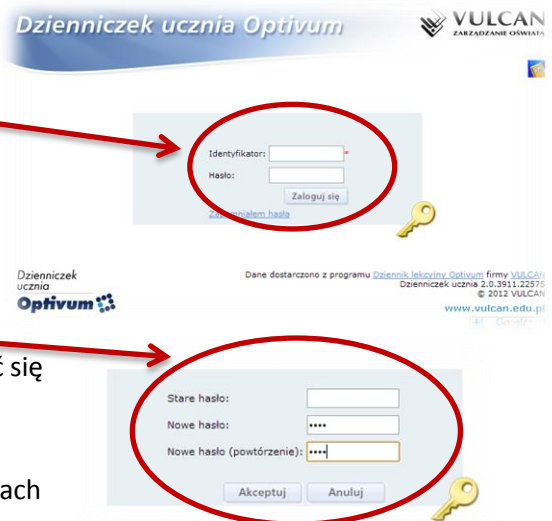 Dzienniczek ucznia Optivum
VULCAN
ZARZĄDZANIE OŚWIATĄ
Identyfikator: *
Hasło:
Zaloguj się
Zapomniałem hasła
Dzienniczek
ucznia
Optivum
Dane dostarczono z programu Dziennik lekcyjny Optivum firmy VULCAN
Dzienniczek ucznia 2.0.3911.22575
© 2012 VULCAN
www.vulcan.edu.pl
ć się
Stare hasło:
Nowe hasło: ••••
Nowe hasło (powtórzenie): ••••
ach
Akceptuj Anuluj